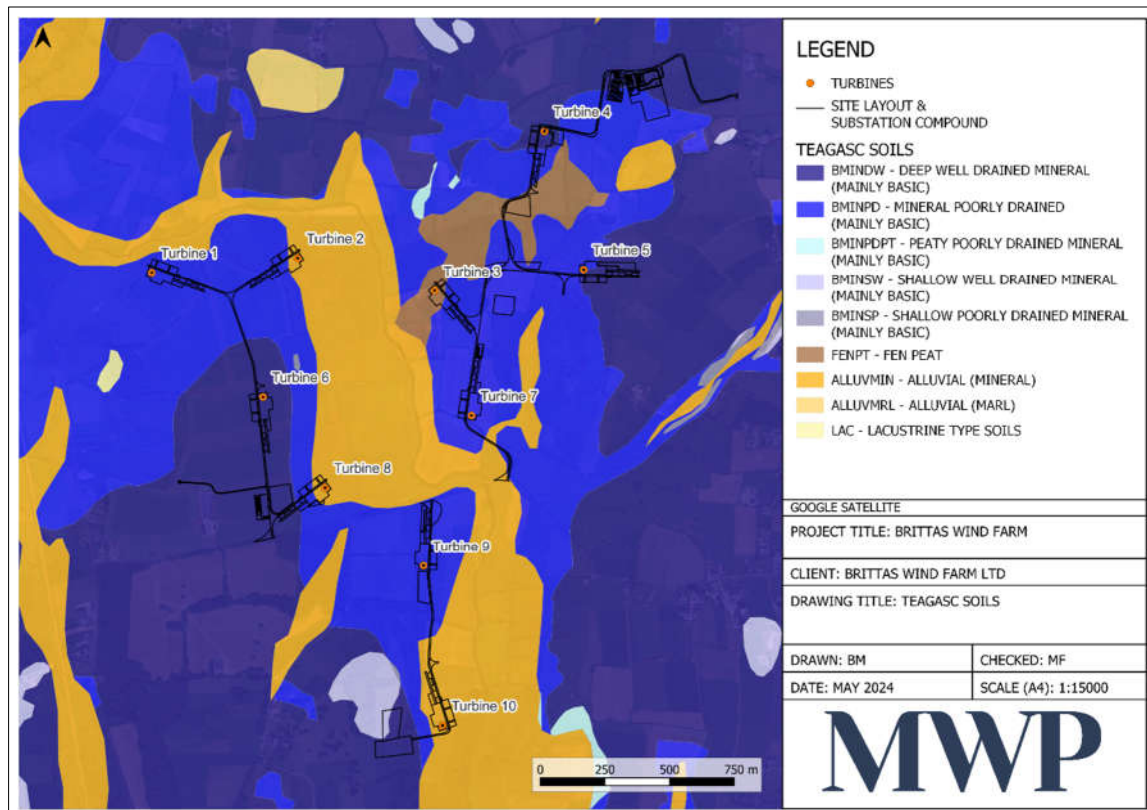 Turbine 4
Turbine 2
Turbine 1
Turbine 5
Turbine 3
Turbine 6
Turbine 7
Turbine 8
Turbine 9
Turbine 10
0 250 500 750 m
LEGEND
TURBINES
SITE LAYOUT &
SUBSTATION COMPOUND
TEAGASC SOILS
BMINDW - DEEP WELL DRAINED MINERAL
(MAINLY BASIC)
BMINPD - MINERAL POORLY DRAINED
(MAINLY BASIC)
BMINPDPT - PEATY POORLY DRAINED MINERAL
(MAINLY BASIC)
BMINSW - SHALLOW WELL DRAINED MINERAL
(MAINLY BASIC)
BMINSP - SHALLOW POORLY DRAINED MINERAL
(MAINLY BASIC)
FENPT - FEN PEAT
ALLUVMIN - ALLUVIAL (MINERAL)
ALLUVMRL - ALLUVIAL (MARL)
LAC - LACUSTRINE TYPE SOILS
GOOGLE SATELLITE
PROJECT TITLE: BRITTAS WIND FARM
CLIENT: BRITTAS WIND FARM LTD
DRAWING TITLE: TEAGASC SOILS
DRAWN: BM
CHECKED: MF
DATE: MAY 2024
SCALE (A4): 1:15000
MWP